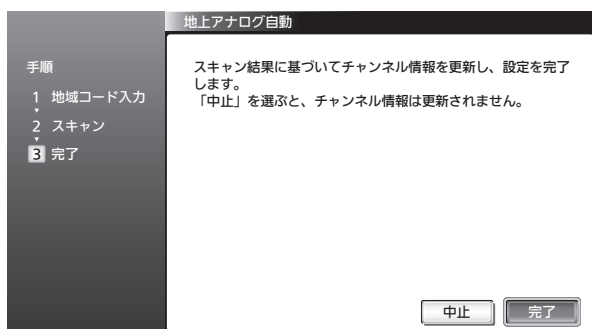 地上アナログ自動
手順
1 地域コード入力
2 スキャン
3 完了
スキャン結果に基づいてチャンネル情報を更新し、設定を完了
します。
「中止」を選ぶと、チャンネル情報は更新されません。
中止
完了